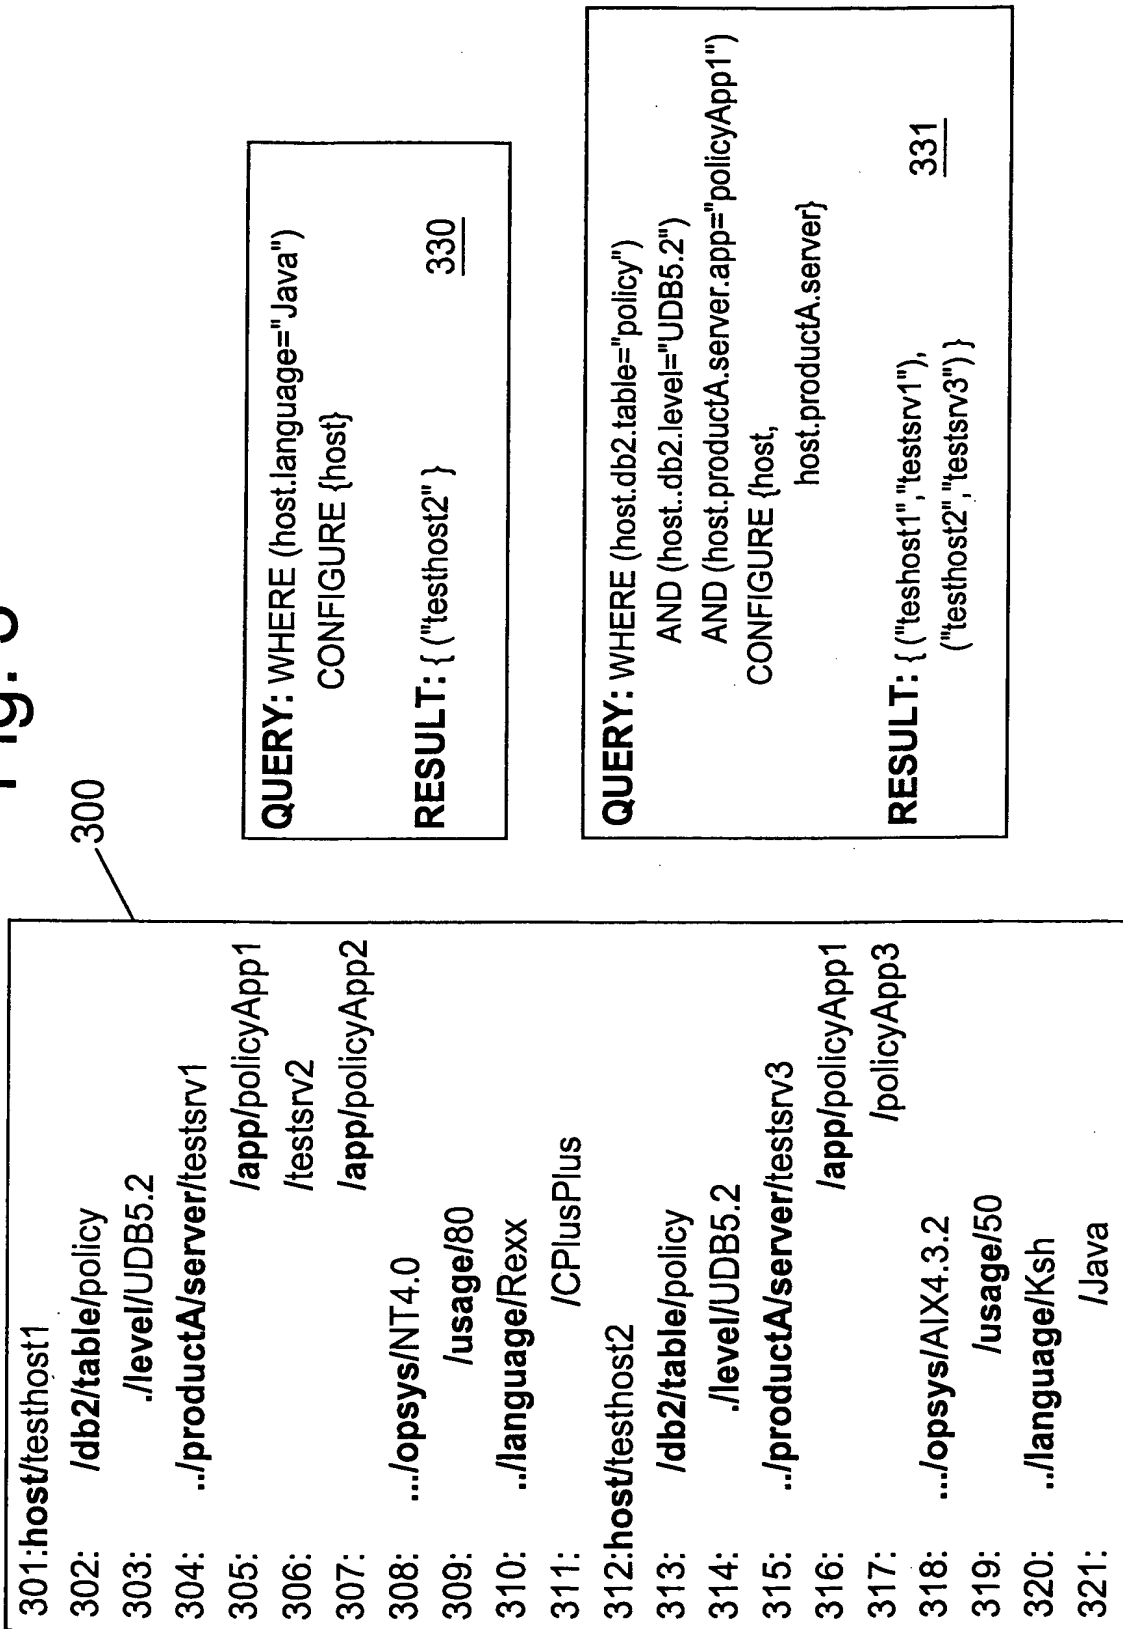 Fig. 3
300
301:host/testhost1
302: /db2/table/policy
303: ./level/UDB5.2
304: ../productA/server/testsrv1
305: /app/policyApp1
306: /testsrv2
307: /app/policyApp2
308: .../opsys/NT4.0
309: /usage/80
310: ../language/Rexx
311: /CPlusPlus
312:host/testhost2
313: /db2/table/policy
314: ./level/UDB5.2
315: ../productA/server/testsrv3
316: /app/policyApp1
317: /policyApp3
318: .../opsys/AIX4.3.2
319: /usage/50
320: ../language/Ksh
321: /Java
QUERY: WHERE (host.language="Java")
CONFIGURE {host}
RESULT: { ("testhost2" }
330
QUERY: WHERE (host.db2.table="policy")
AND (host..db2.level="UDB5.2")
AND (host.productA.server.app="policyApp1")
CONFIGURE {host,
host.productA.server}
RESULT: { ("teshost1","testsrv1"),
("testhost2","testsrv3") }
331